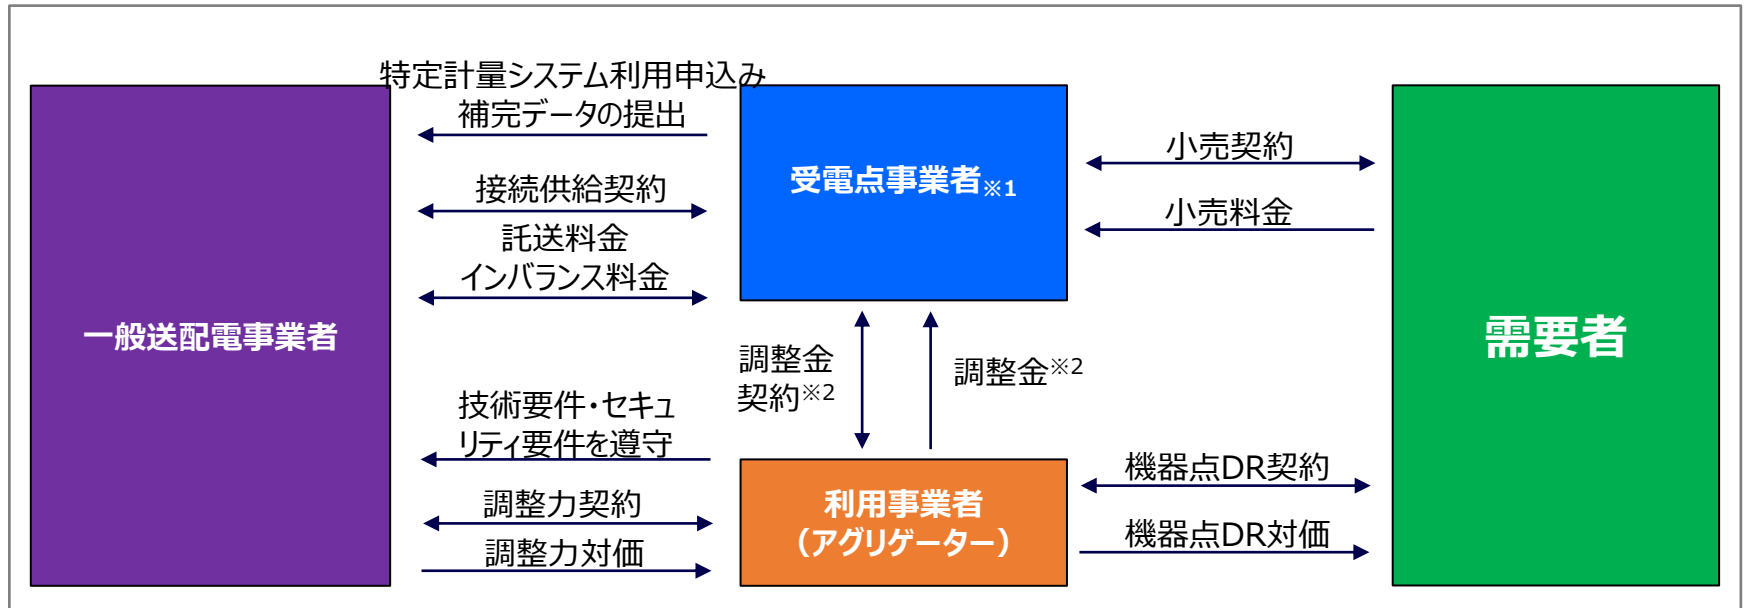 特定計量システム利用申込み
補完データの提出
接続供給契約
託送料金
インバランス料金
一般送配電事業者
技術要件・セキュ
リティ要件を遵守
調整力契約
調整力対価
受電点事業者※1
調整金
契約※2
調整金※2
利用事業者
（アグリゲーター）
小売契約
小売料金
機器点DR契約
機器点DR対価
需要者